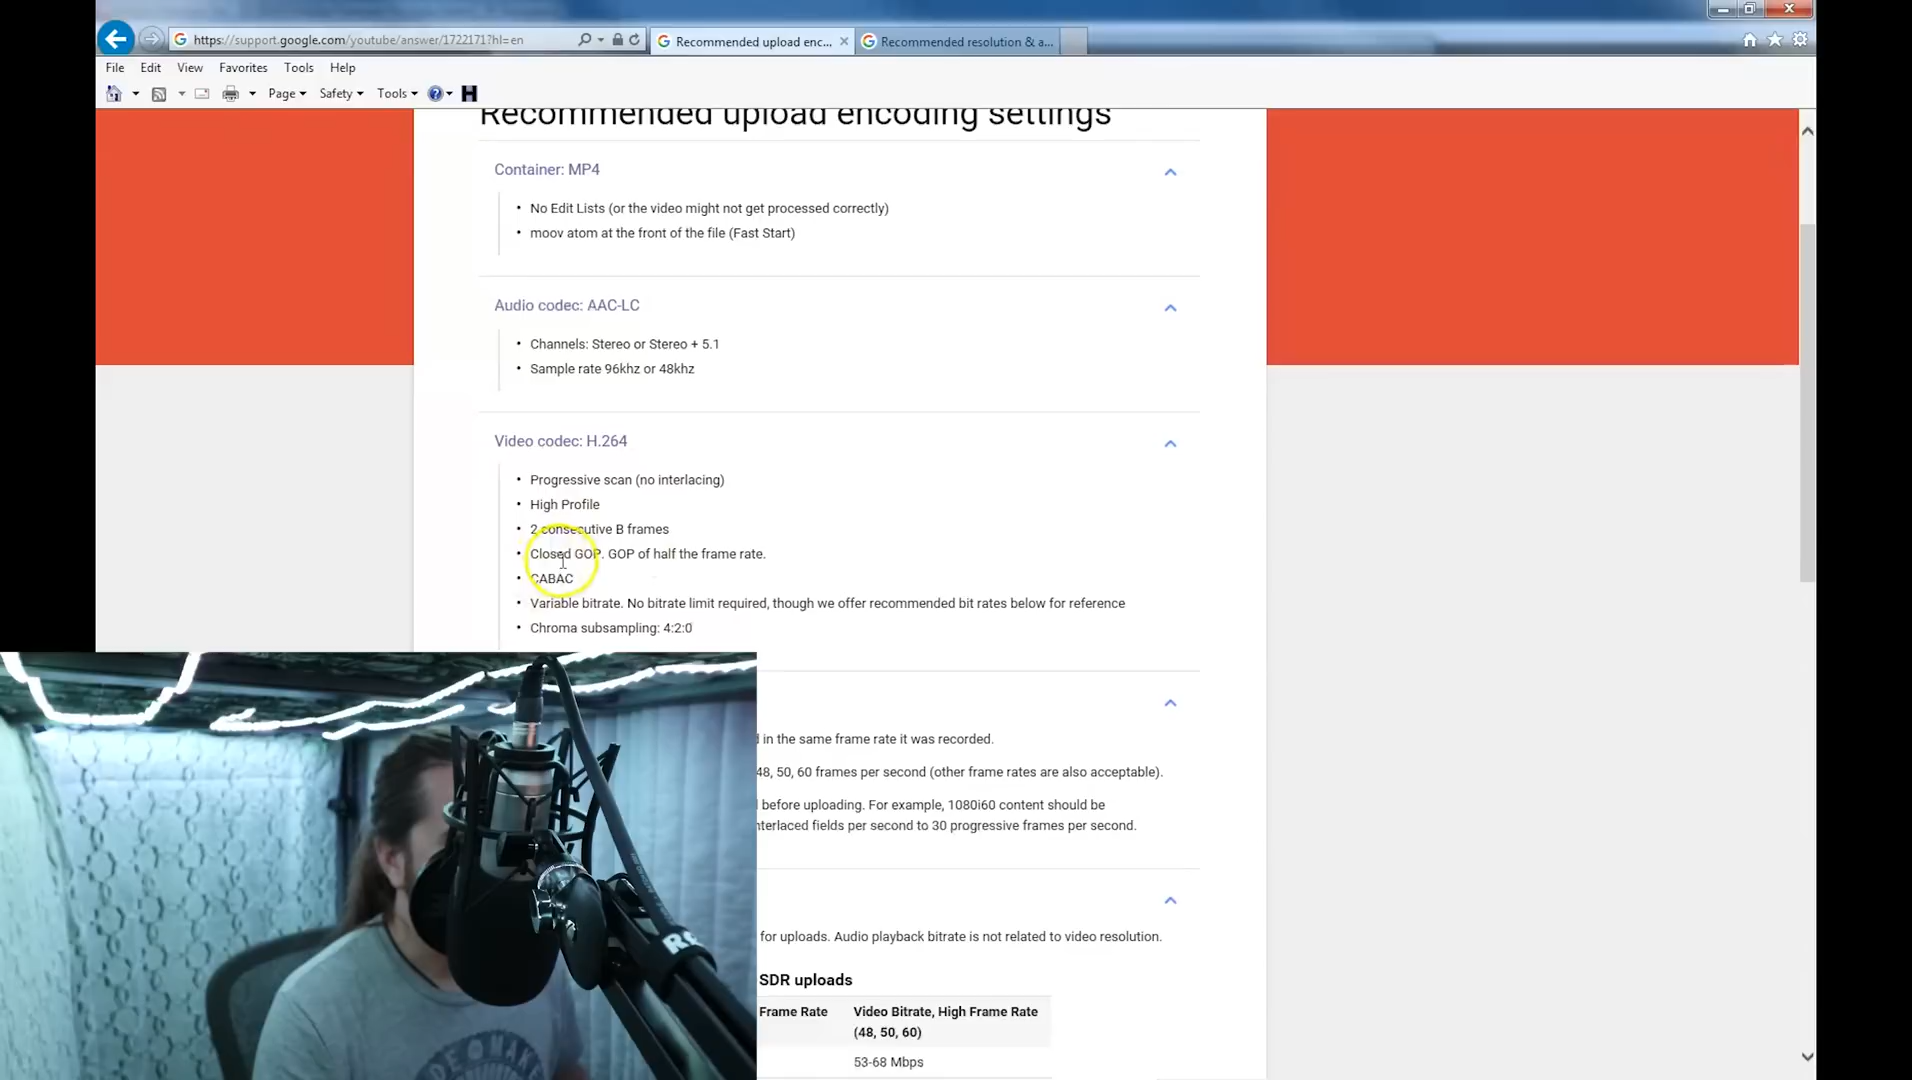 https://support.google.com/youtube/answer/1722171?hl=en
Recommended upload enc...
Recommended resolution & a...
File Edit View Favorites Tools Help
Page Safety Tools
Recommended upload encoding settings
Container: MP4
• No Edit Lists (or the video might not get processed correctly)
• moov atom at the front of the file (Fast Start)
Audio codec: AAC-LC
• Channels: Stereo or Stereo + 5.1
• Sample rate 96khz or 48khz
Video codec: H.264
• Progressive scan (no interlacing)
• High Profile
• 2 consecutive B frames
• Closed GOP. GOP of half the frame rate.
• CABAC
• Variable bitrate. No bitrate limit required, though we offer recommended bit rates below for reference
• Chroma subsampling: 4:2:0
in the same frame rate it was recorded.
48, 50, 60 frames per second (other frame rates are also acceptable).
before uploading. For example, 1080i60 content should be
fields per second to 30 progressive frames per second.
for uploads. Audio playback bitrate is not related to video resolution.
SDR uploads
Frame Rate
Video Bitrate, High Frame Rate
(48, 50, 60)
53-68 Mbps